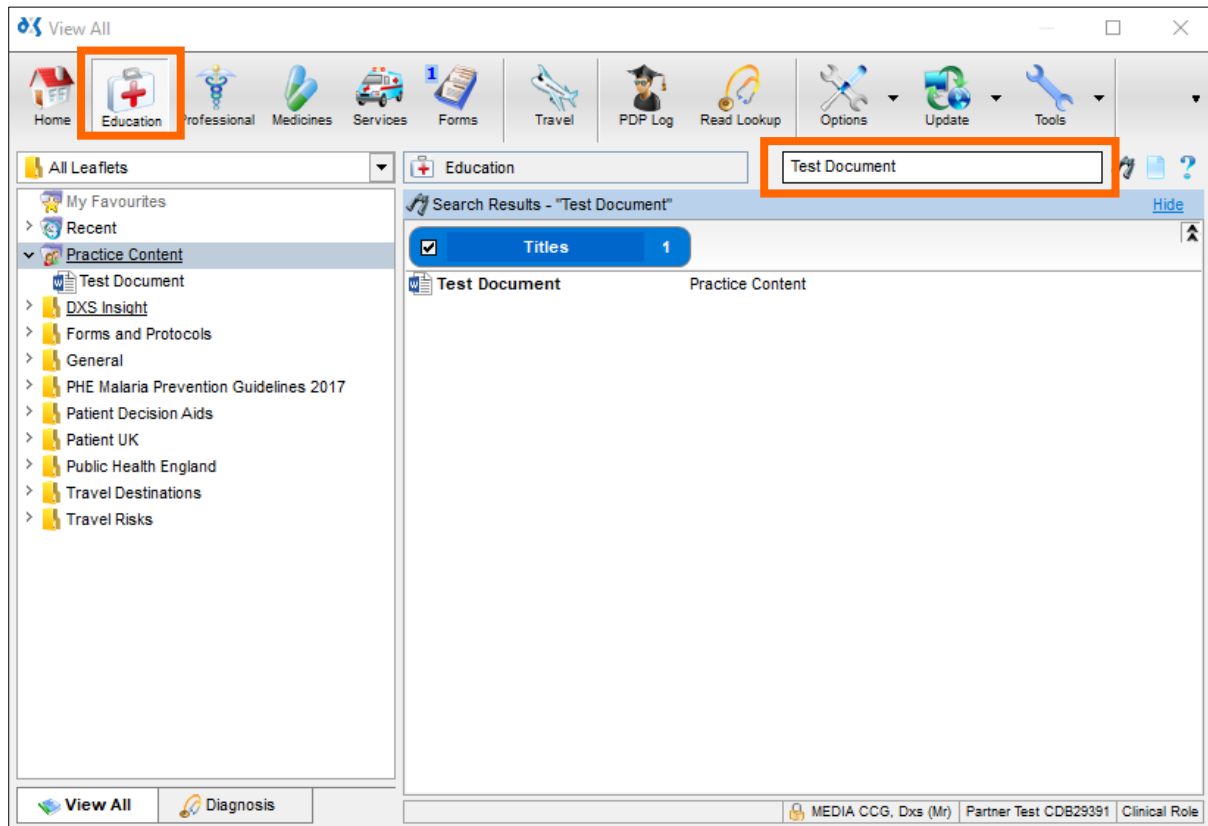 View All
1
Home Education Professional Medicines Services Forms Travel PDP Log Read Lookup Options Update Tools
All Leaflets
Education
Test Document
?
My Favourites
Recent
Practice Content
Test Document
DXS Insight
Forms and Protocols
General
PHE Malaria Prevention Guidelines 2017
Patient Decision Aids
Patient UK
Public Health England
Travel Destinations
Travel Risks
Search Results - "Test Document" Hide
Titles 1
Test Document Practice Content
View All Diagnosis
MEDIA CCG, Dxs (Mr) Partner Test CDB29391 Clinical Role